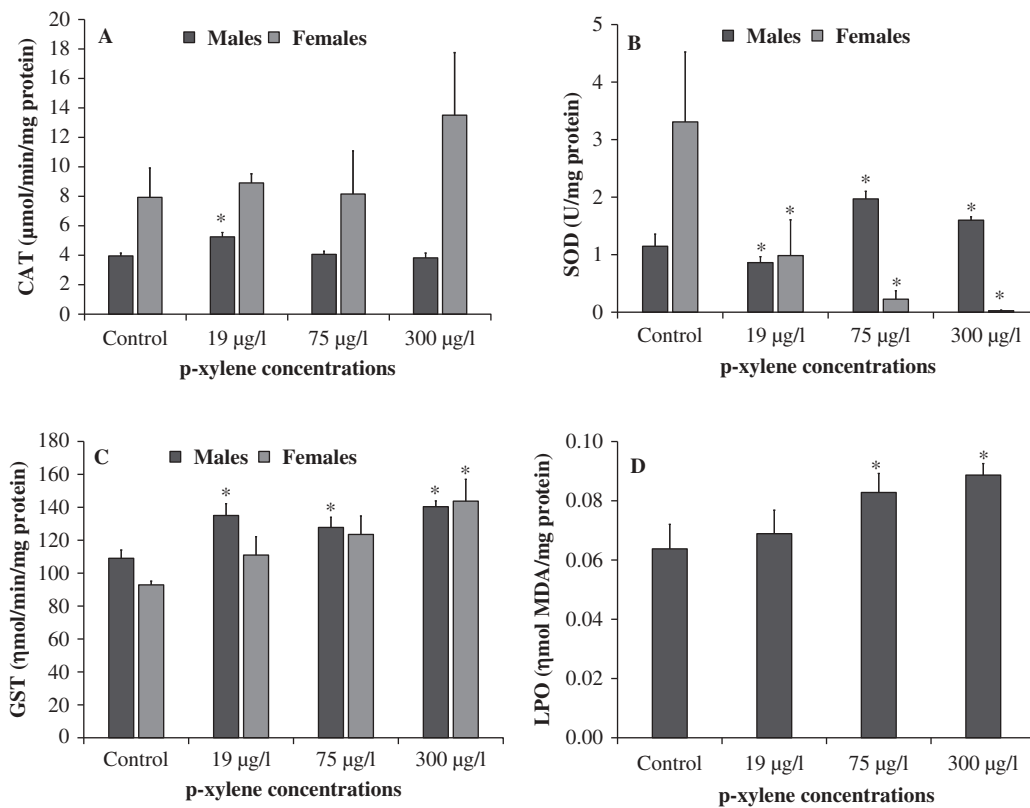 A
Males Females
CAT (µmol/min/mg protein)
20
18
16
14
12
10
8
6
4
2
0
*
Control 19 µg/l 75 µg/l 300 µg/l
p-xylene concentrations
B
Males Females
SOD (U/mg protein)
5
4
3
2
1
0
* * * * * *
Control 19 µg/l 75 µg/l 300 µg/l
p-xylene concentrations
C
Males Females
GST (ηmol/min/mg protein)
180
160
140
120
100
80
60
40
20
0
* * * *
Control 19 µg/l 75 µg/l 300 µg/l
p-xylene concentrations
D
LPO (ηmol MDA/mg protein)
0.10
0.08
0.06
0.04
0.02
0.00
* *
Control 19 µg/l 75 µg/l 300 µg/l
p-xylene concentrations